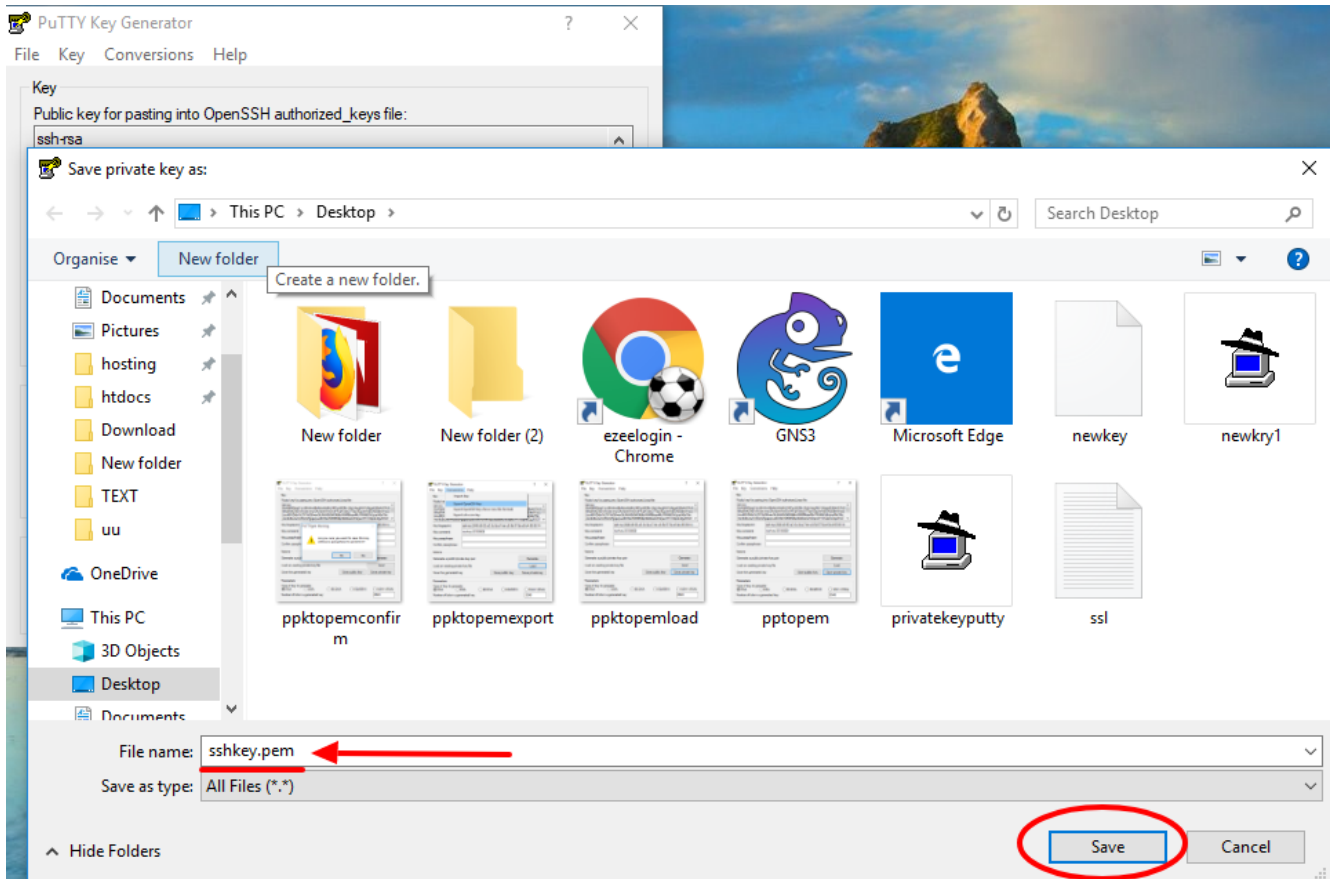 PuTTY Key Generator
?
File Key Conversions Help
Key
Public key for pasting into OpenSSH authorized_keys file:
ssh-rsa
Save private key as:
This PC > Desktop >
Search Desktop
Organise
New folder
?
Create a new folder.
Documents
Pictures
hosting
htdocs
Download
New folder
TEXT
uu
OneDrive
This PC
3D Objects
Desktop
Documents
New folder
New folder (2)
ezeelogin -
Chrome
GNS3
Microsoft Edge
newkey
newkry1
ppktopemconfir
m
ppktopemexport
ppktopemload
pptopem
privatekeyputty
ssl
File name: sshkey.pem
Save as type: All Files (*.*)
Hide Folders
Save
Cancel